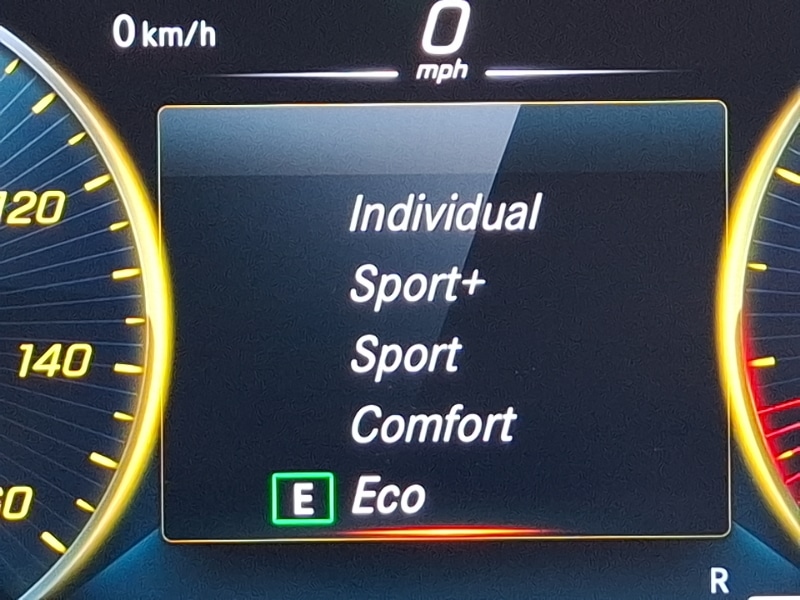 0 km/h
0
mph
120
Individual
Sport+
Sport
140
Comfort
E Eco
R